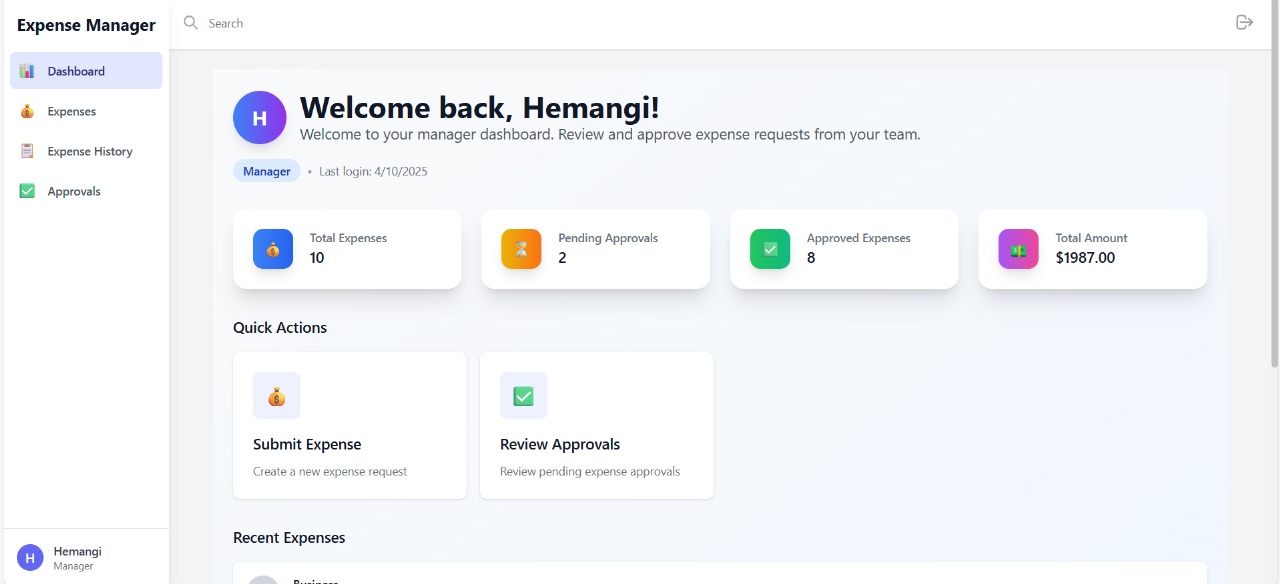 Expense Manager
Search
Dashboard
Expenses
Expense History
Approvals
H
Welcome back, Hemangi!
Welcome to your manager dashboard. Review and approve expense requests from your team.
Manager • Last login: 4/10/2025
Total Expenses
10
Pending Approvals
2
Approved Expenses
8
Total Amount
$1987.00
Quick Actions
Submit Expense
Create a new expense request
Review Approvals
Review pending expense approvals
Recent Expenses
Business
H
Hemangi
Manager